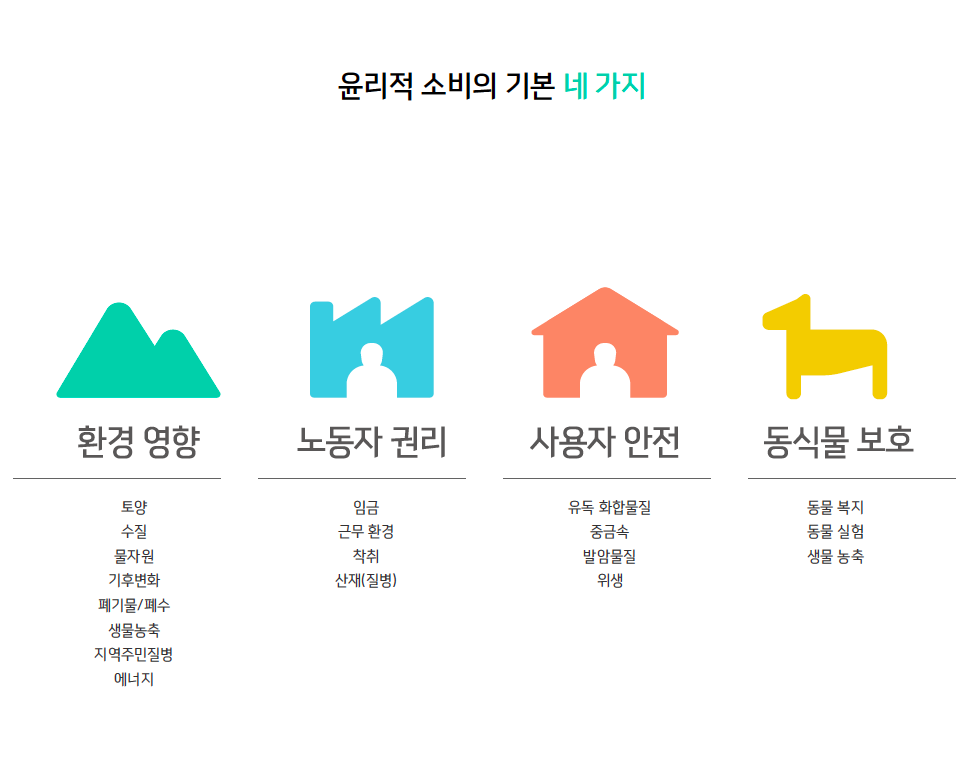 윤리적 소비의 기본 네 가지
환경 영향
토양
수질
물자원
기후변화
폐기물/폐수
생물농축
지역주민질병
에너지
노동자 권리
임금
근무 환경
착취
산재(질병)
사용자 안전
유독 화합물질
중금속
발암물질
위생
동식물 보호
동물 복지
동물 실험
생물 농축